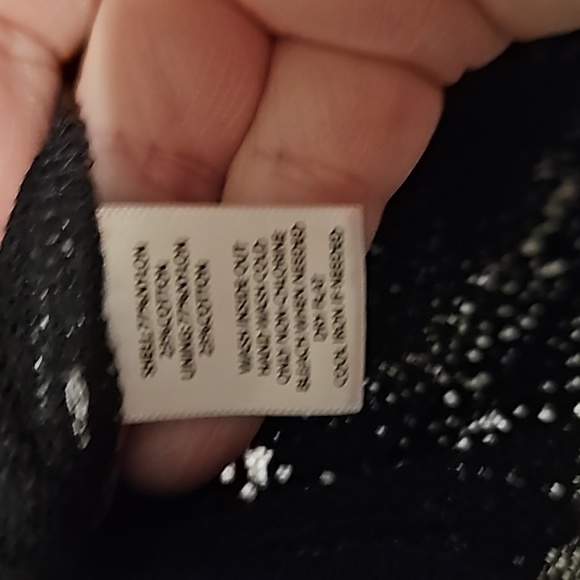 SHELL:77%NYLON
23%COTTON
LINING:77%NYLON
23%COTTON
WASH INSIDE OUT
HAND WASH COLD
ONLY NON-CHLORINE
BLEACH WHEN NEEDED
DRY FLAT
COOL IRON IF NEEDED